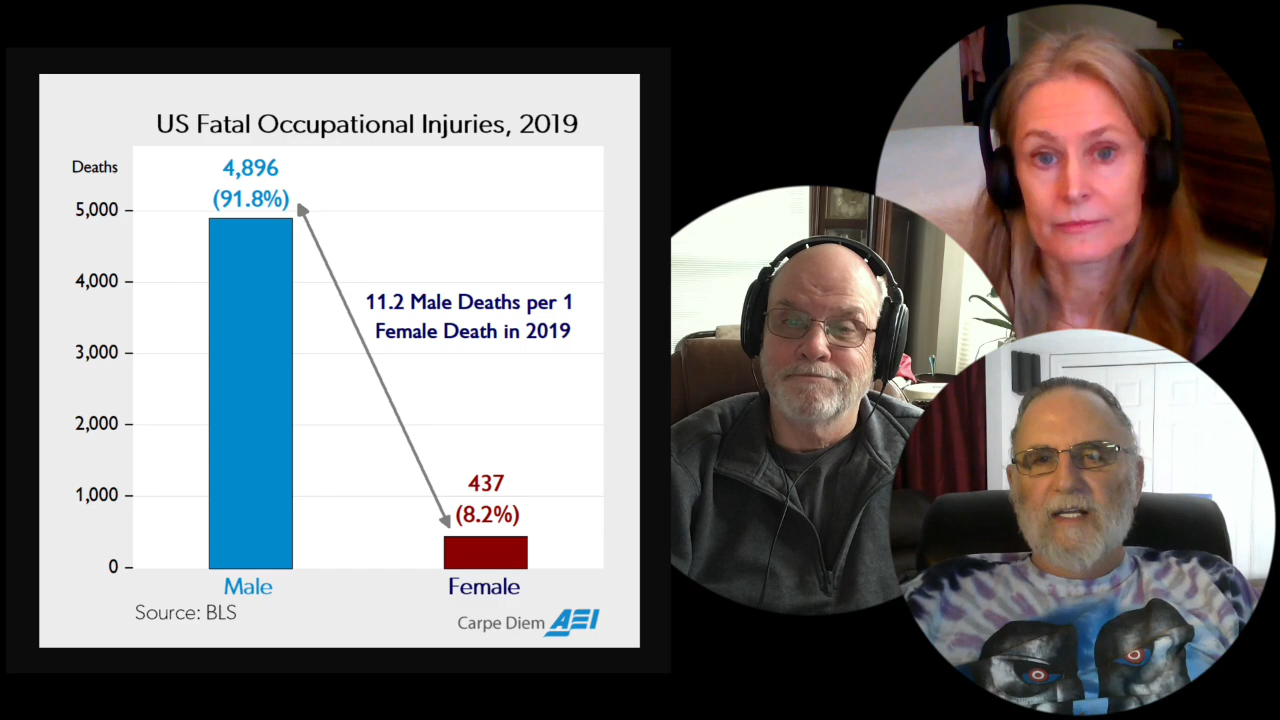 US Fatal Occupational Injuries, 2019
Deaths
4,896
(91.8%)
5,000
4,000
11.2 Male Deaths per 1
Female Death in 2019
3,000
2,000
437
1,000
(8.2%)
0
Male
Female
Source: BLS
Carpe Diem AEI